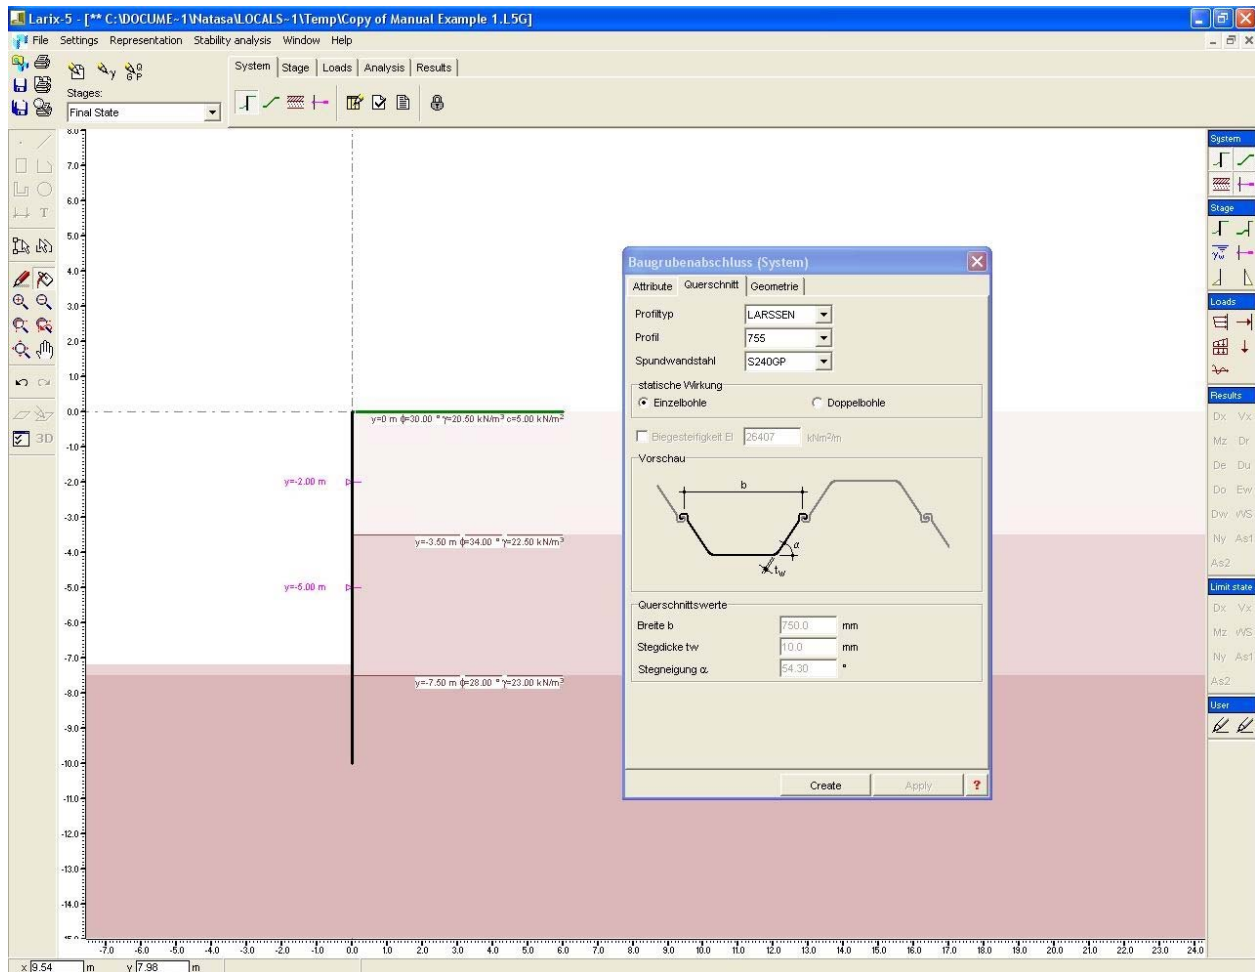 Larix-5 - [** C:\DOCUME~1\Natasa\LOCALS~1\Temp\Copy of Manual Example 1.L5G]
File Settings Representation Stability analysis Window Help
System Stage Loads Analysis Results
Stages:
Final State
8.0
7.0
6.0
5.0
4.0
3.0
2.0
1.0
0.0
-1.0
-2.0
-3.0
-4.0
-5.0
-6.0
-7.0
-8.0
-9.0
-10.0
-11.0
-12.0
-13.0
-14.0
T
3D
y=0 m ϕ=30.00 ° γ=20.50 kN/m³ c=5.00 kN/m²
y=-2.00 m
y=-3.50 m ϕ=34.00 ° γ=22.50 kN/m³
y=-5.00 m
y=-7.50 m ϕ=28.00 ° γ=23.00 kN/m³
Baugrubenabschluss (System)
Attribute Querschnitt Geometrie
Profiltyp LARSSEN
Profil 755
Spundwandstahl S240GP
statische Wirkung
Einzelbohle Doppelbohle
Biegesteifigkeit EI 26407 kNm²/m
Vorschau
b
α
tw
Querschnittswerte
Breite b 750.0 mm
Stegdicke tw 10.0 mm
Stegneigung α 54.30 °
Create Apply ?
System
Stage
γw
Loads
Results
Dx Vx
Mz Dr
De Du
Do Ew
Dw WS
Ny As1
As2
Limit state
Dx Vx
Mz WS
Ny As1
As2
User
-7.0 -6.0 -5.0 -4.0 -3.0 -2.0 -1.0 0.0 1.0 2.0 3.0 4.0 5.0 6.0 7.0 8.0 9.0 10.0 11.0 12.0 13.0 14.0 15.0 16.0 17.0 18.0 19.0 20.0 21.0 22.0 23.0 24.0
x 9.54 m y 7.98 m